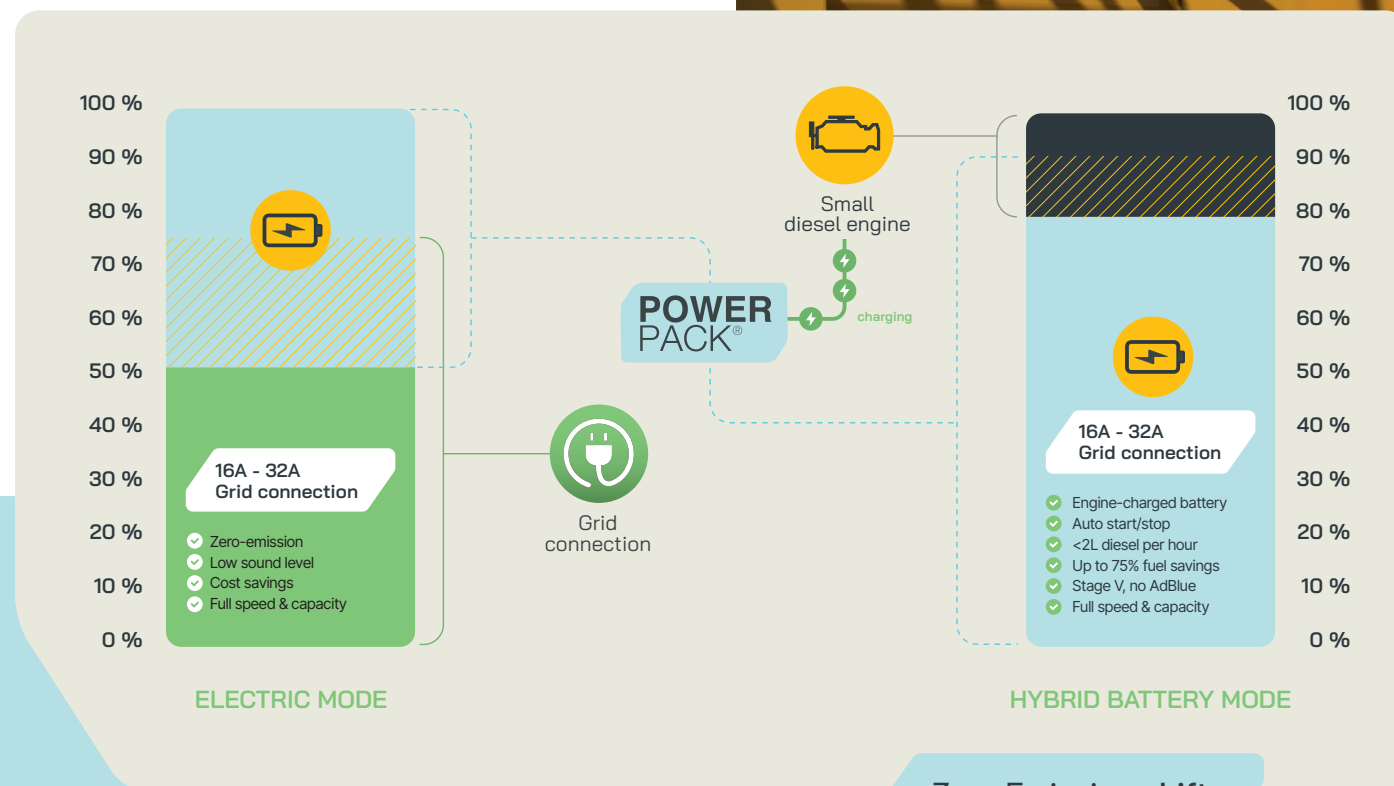 100 %
90 %
80 %
70 %
60 %
50 %
40 %
30 %
20 %
10 %
0 %
16A - 32A
Grid connection
Zero-emission
Low sound level
Cost savings
Full speed & capacity
ELECTRIC MODE
Small
diesel engine
POWER
PACK®
charging
Grid
connection
100 %
90 %
80 %
70 %
60 %
50 %
40 %
30 %
20 %
10 %
0 %
16A - 32A
Grid connection
Engine-charged battery
Auto start/stop
<2L diesel per hour
Up to 75% fuel savings
Stage V, no AdBlue
Full speed & capacity
HYBRID BATTERY MODE